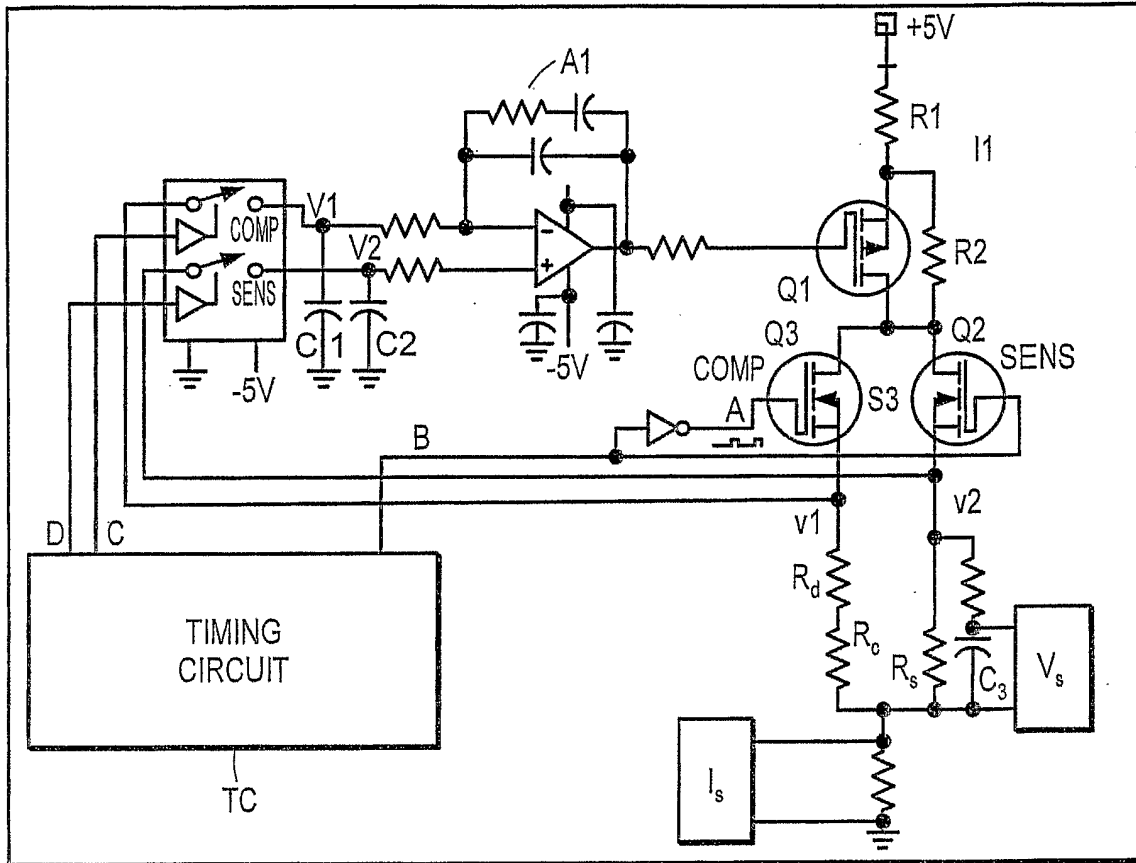 +5V
A1
R1
I1
V1
COMP
V2
R2
SENS
Q1
C1
C2
Q3
Q2
-5V
-5V
COMP
SENS
A
S3
B
v1
v2
D
C
Rd
TIMING
CIRCUIT
Rc
Rs
C3
Vs
Is
TC